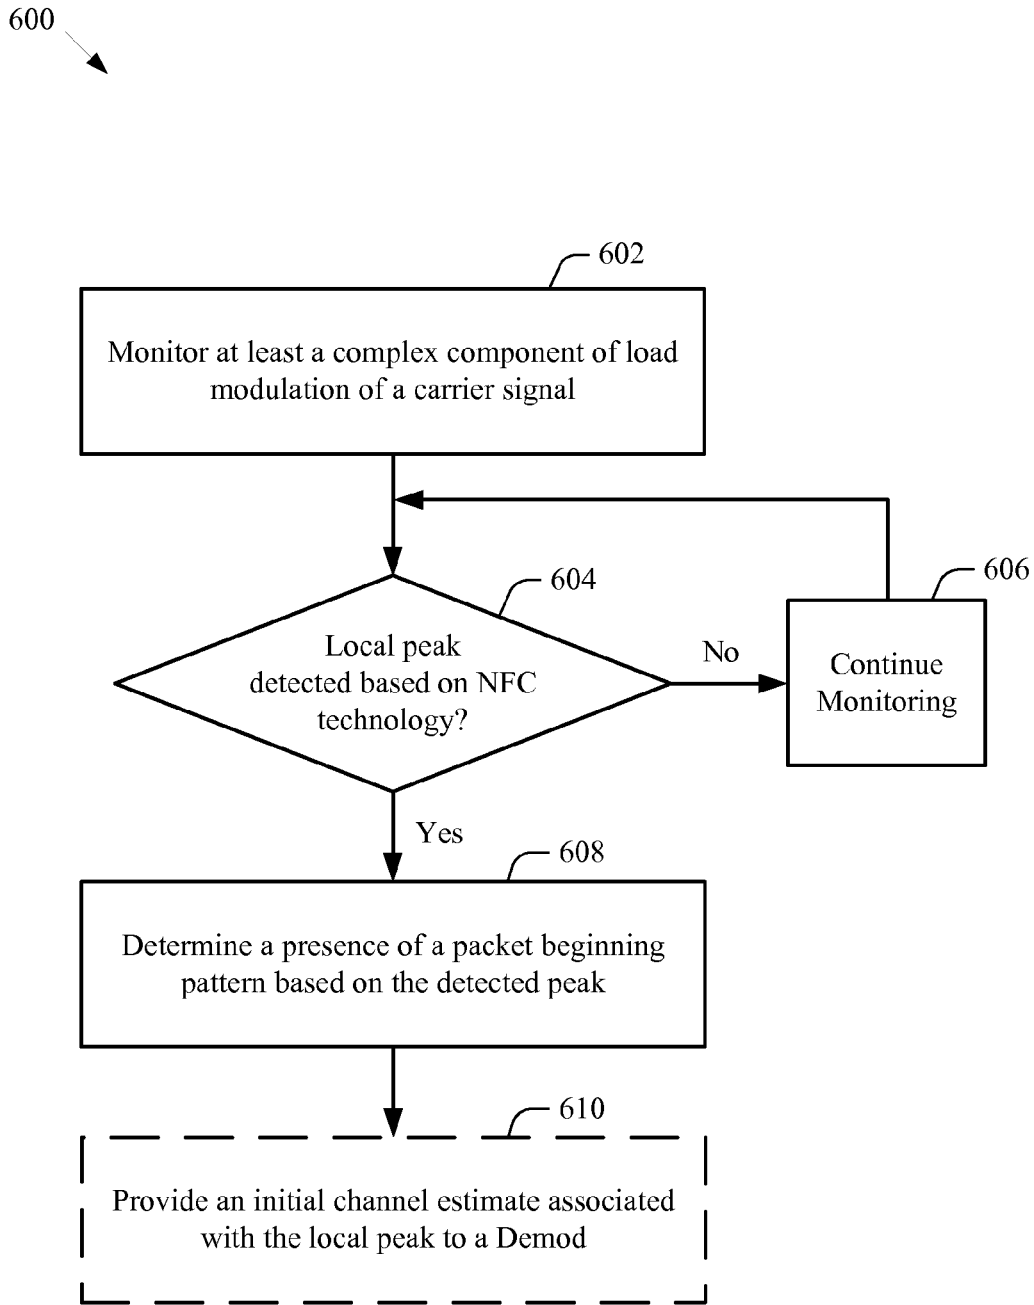 600
602
Monitor at least a complex component of load
modulation of a carrier signal
604
606
Local peak
detected based on NFC
technology?
No
Continue
Monitoring
Yes
608
Determine a presence of a packet beginning
pattern based on the detected peak
610
Provide an initial channel estimate associated
with the local peak to a Demod